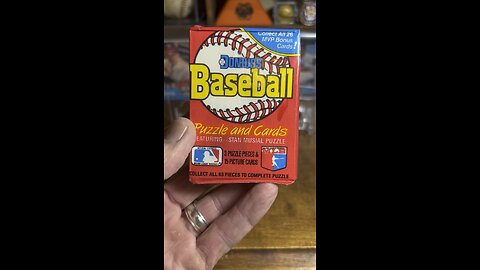 Collect All 26
MVP Bonus
Cards!
DONRUSS
Baseball
Puzzle and Cards
FEATURING STAN MUSIAL PUZZLE
3 PUZZLE PIECES &
15 PICTURE CARDS
COLLECT ALL 63 PIECES TO COMPLETE PUZZLE